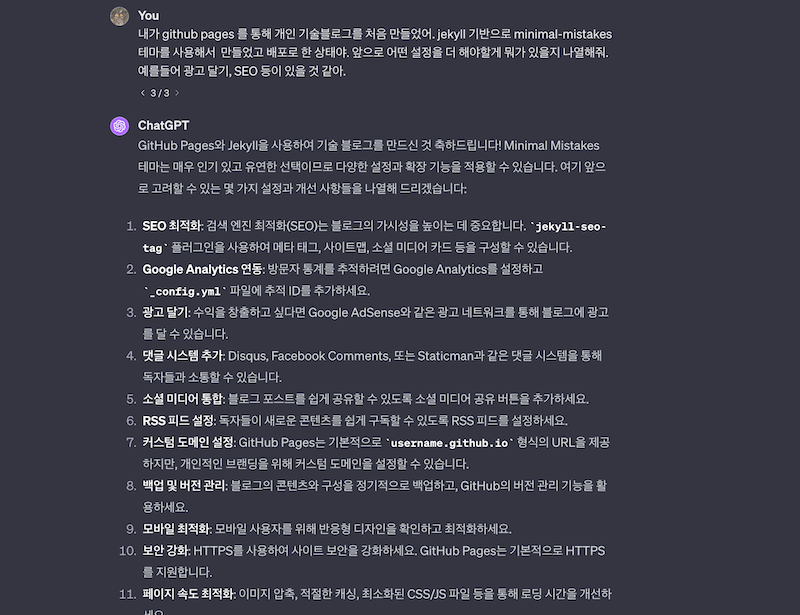 You
내가 github pages 를 통해 개인 기술블로그를 처음 만들었어. jekyll 기반으로 minimal-mistakes
테마를 사용해서 만들었고 배포로 한 상태야. 앞으로 어떤 설정을 더 해야할게 뭐가 있을지 나열해줘.
예를들어 광고 달기, SEO 등이 있을 것 같아.
< 3 / 3 >
ChatGPT
GitHub Pages와 Jekyll을 사용하여 기술 블로그를 만드신 것 축하드립니다! Minimal Mistakes
테마는 매우 인기 있고 유연한 선택이므로 다양한 설정과 확장 기능을 적용할 수 있습니다. 여기 앞으
로 고려할 수 있는 몇 가지 설정과 개선 사항들을 나열해 드리겠습니다:
1. SEO 최적화: 검색 엔진 최적화(SEO)는 블로그의 가시성을 높이는 데 중요합니다. `jekyll-seo-
tag` 플러그인을 사용하여 메타 태그, 사이트맵, 소셜 미디어 카드 등을 구성할 수 있습니다.
2. Google Analytics 연동: 방문자 통계를 추적하려면 Google Analytics를 설정하고
`_config.yml` 파일에 추적 ID를 추가하세요.
3. 광고 달기: 수익을 창출하고 싶다면 Google AdSense와 같은 광고 네트워크를 통해 블로그에 광고
를 달 수 있습니다.
4. 댓글 시스템 추가: Disqus, Facebook Comments, 또는 Staticman과 같은 댓글 시스템을 통해
독자들과 소통할 수 있습니다.
5. 소셜 미디어 통합: 블로그 포스트를 쉽게 공유할 수 있도록 소셜 미디어 공유 버튼을 추가하세요.
6. RSS 피드 설정: 독자들이 새로운 콘텐츠를 쉽게 구독할 수 있도록 RSS 피드를 설정하세요.
7. 커스텀 도메인 설정: GitHub Pages는 기본적으로 `username.github.io` 형식의 URL을 제공
하지만, 개인적인 브랜딩을 위해 커스텀 도메인을 설정할 수 있습니다.
8. 백업 및 버전 관리: 블로그의 콘텐츠와 구성을 정기적으로 백업하고, GitHub의 버전 관리 기능을 활
용하세요.
9. 모바일 최적화: 모바일 사용자를 위해 반응형 디자인을 확인하고 최적화하세요.
10. 보안 강화: HTTPS를 사용하여 사이트 보안을 강화하세요. GitHub Pages는 기본적으로 HTTPS
를 지원합니다.
11. 페이지 속도 최적화: 이미지 압축, 적절한 캐싱, 최소화된 CSS/JS 파일 등을 통해 로딩 시간을 개선하